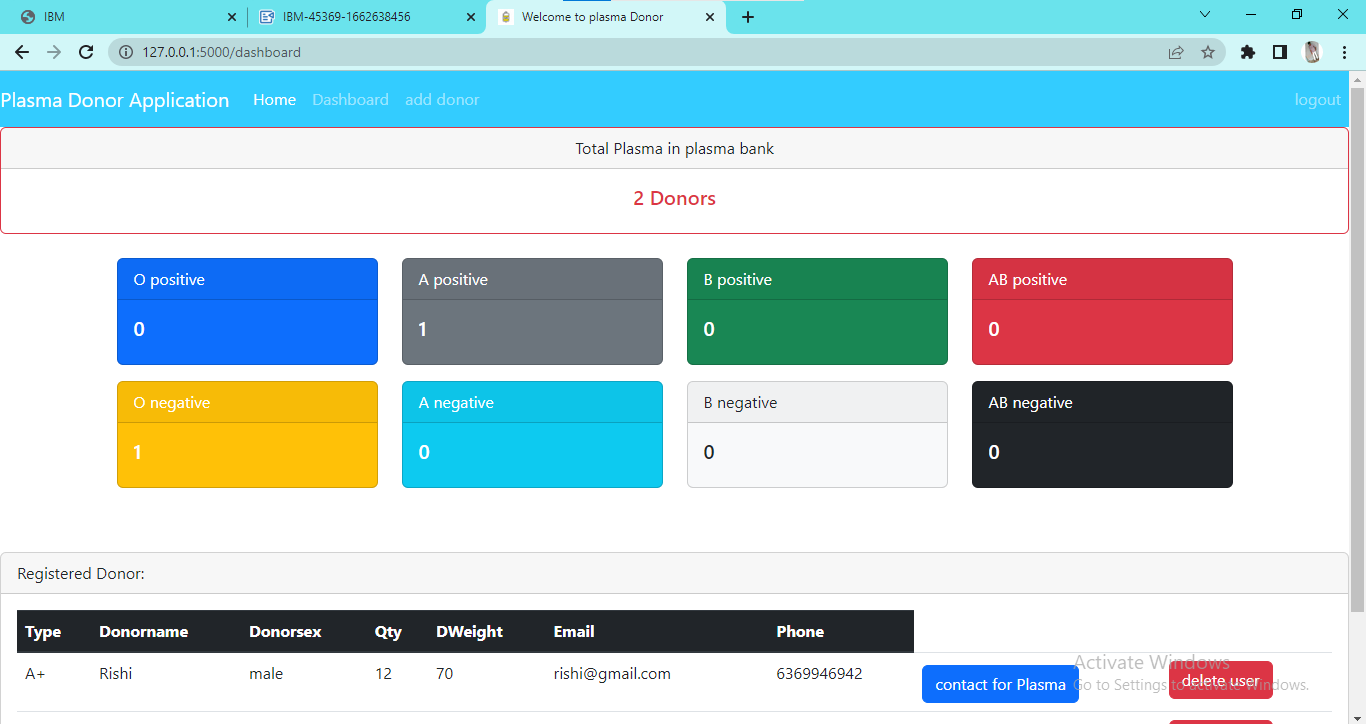 IBM
IBM-45369-1662638456
Welcome to plasma Donor
127.0.0.1:5000/dashboard
Plasma Donor Application Home Dashboard add donor logout
Total Plasma in plasma bank
2 Donors
O positive A positive B positive AB positive
0 1 0 0
O negative A negative B negative AB negative
1 0 0 0
Registered Donor:
Type Donorname Donorsex Qty DWeight Email Phone
A+ Rishi male 12 70 rishi@gmail.com 6369946942
contact for Plasma delete user
Activate Windows
Go to Settings to activate Windows.